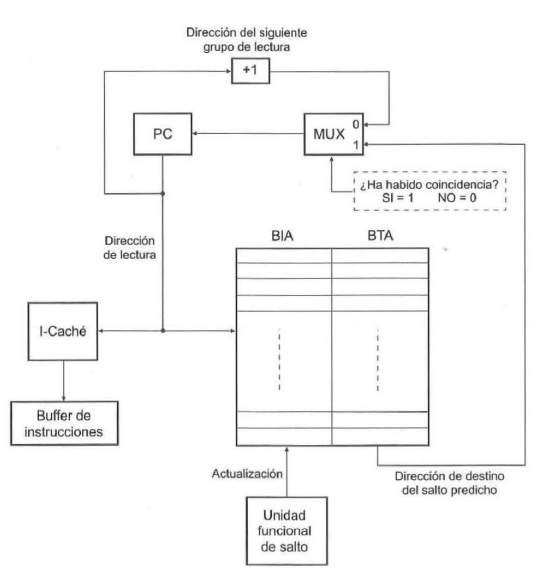 Dirección del siguiente
grupo de lectura
+1
PC
MUX
0
1
¿Ha habido coincidencia?
SI = 1 NO = 0
Dirección
de lectura
BIA
BTA
I-Caché
Buffer de
instrucciones
Actualización
Dirección de destino
del salto predicho
Unidad
funcional
de salto